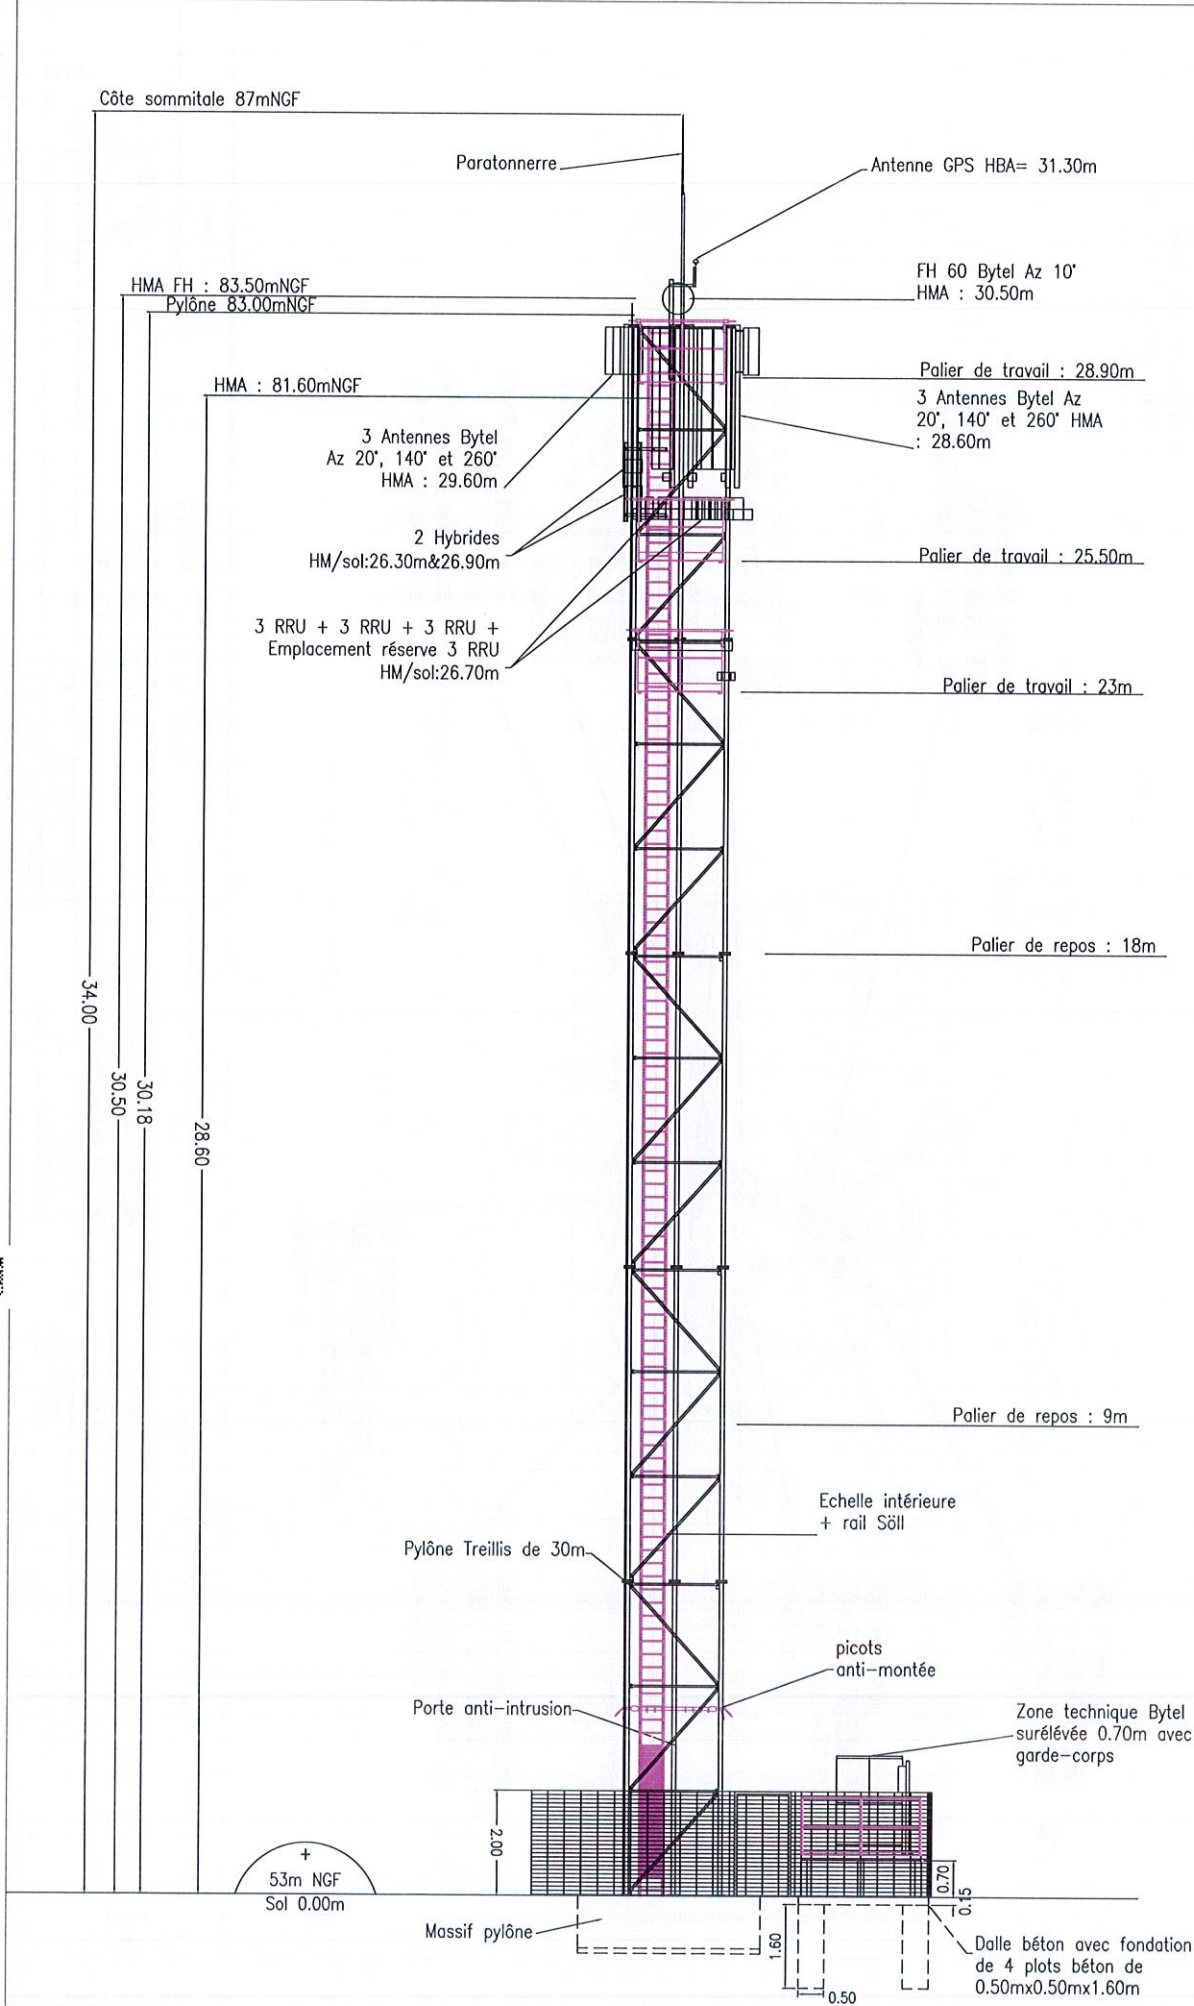 Côte sommitale 87mNGF
Paratonnerre
Antenne GPS HBA= 31.30m
HMA FH : 83.50mNGF
FH 60 Bytel Az 10°
HMA : 30.50m
Pylône 83.00mNGF
HMA : 81.60mNGF
Palier de travail : 28.90m
3 Antennes Bytel Az
20°, 140° et 260° HMA
: 28.60m
3 Antennes Bytel
Az 20°, 140° et 260°
HMA : 29.60m
2 Hybrides
HM/sol:26.30m&26.90m
Palier de travail : 25.50m
3 RRU + 3 RRU + 3 RRU +
Emplacement réserve 3 RRU
HM/sol:26.70m
Palier de travail : 23m
Palier de repos : 18m
34.00
30.50
30.18
28.60
Palier de repos : 9m
Echelle intérieure
+ rail Söll
Pylône Treillis de 30m
picots
anti-montée
Porte anti-intrusion
Zone technique Bytel
surélévée 0.70m avec
garde-corps
2.00
0.70
0.15
+
53m NGF
Sol 0.00m
Massif pylône
1.60
0.50
Dalle béton avec fondation
de 4 plots béton de
0.50mx0.50mx1.60m